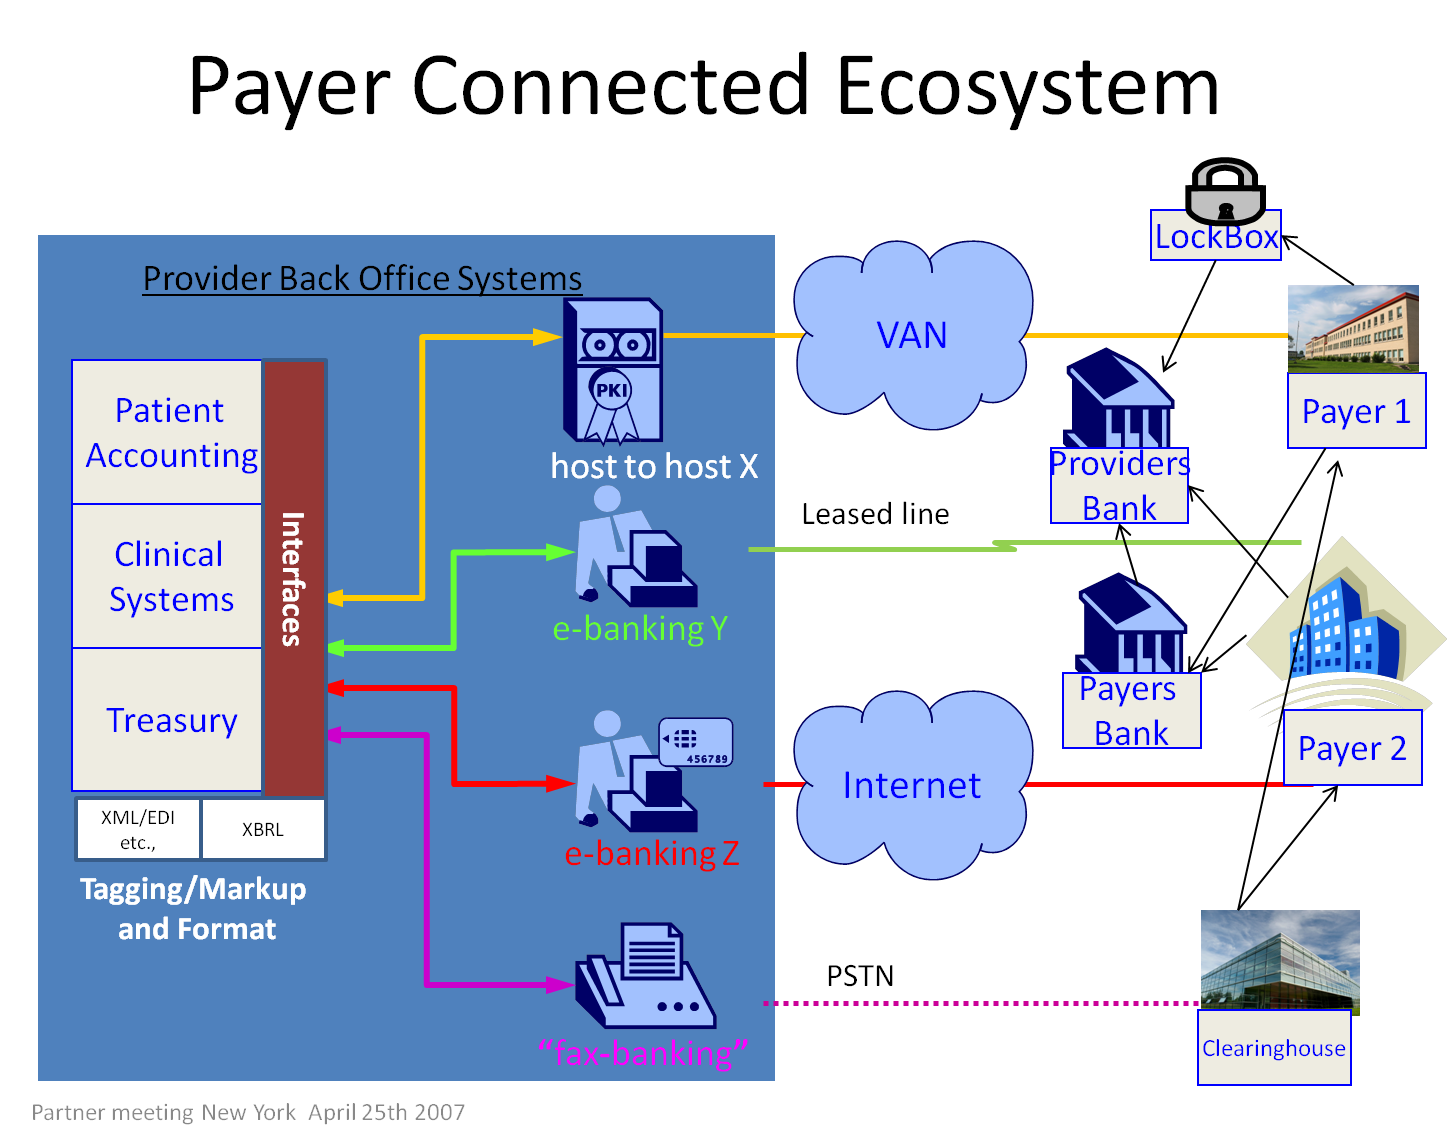 Payer Connected Ecosystem
LockBox
Provider Back Office Systems
VAN
PKI
Payer 1
Patient
Accounting
host to host X
Providers
Bank
Leased line
Interfaces
Clinical
Systems
e-banking Y
Payers
Bank
Treasury
456789
Internet
Payer 2
XML/EDI
etc.,
XBRL
e-banking Z
Tagging/Markup
and Format
PSTN
“fax-banking”
Clearinghouse
Partner meeting New York  April 25th 2007